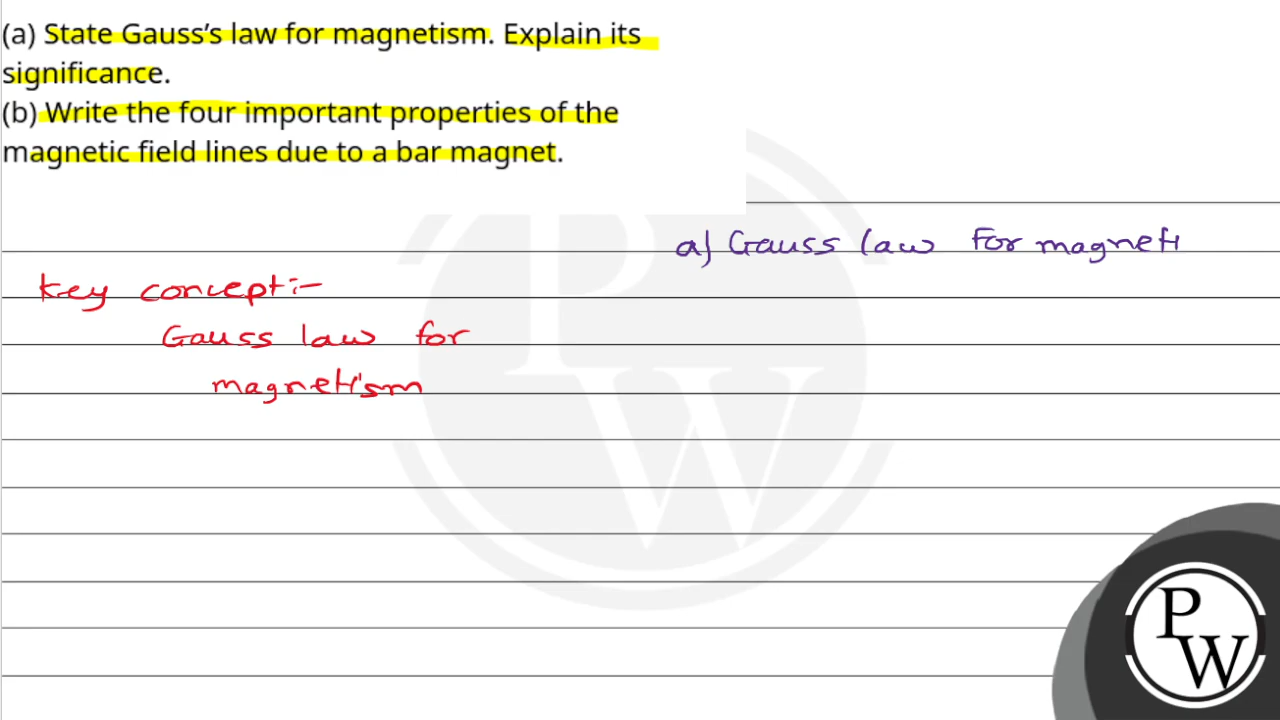 (a) State Gauss’s law for magnetism. Explain its
significance.
(b) Write the four important properties of the
magnetic field lines due to a bar magnet.
a) Gauss law For magneti
key concept:-
Gauss law for
magnetism
PW
P
W